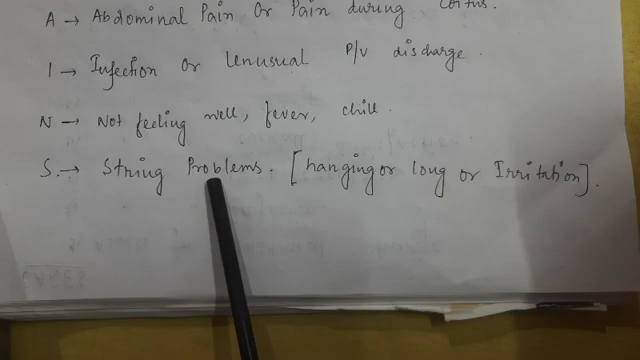 A → Abdominal Pain Or Pain during Coitus.
I → Infection Or Unusual P/V discharge.
N → Not feeling well, fever, chill.
S. → String Problems. [hanging or long or Irritation].